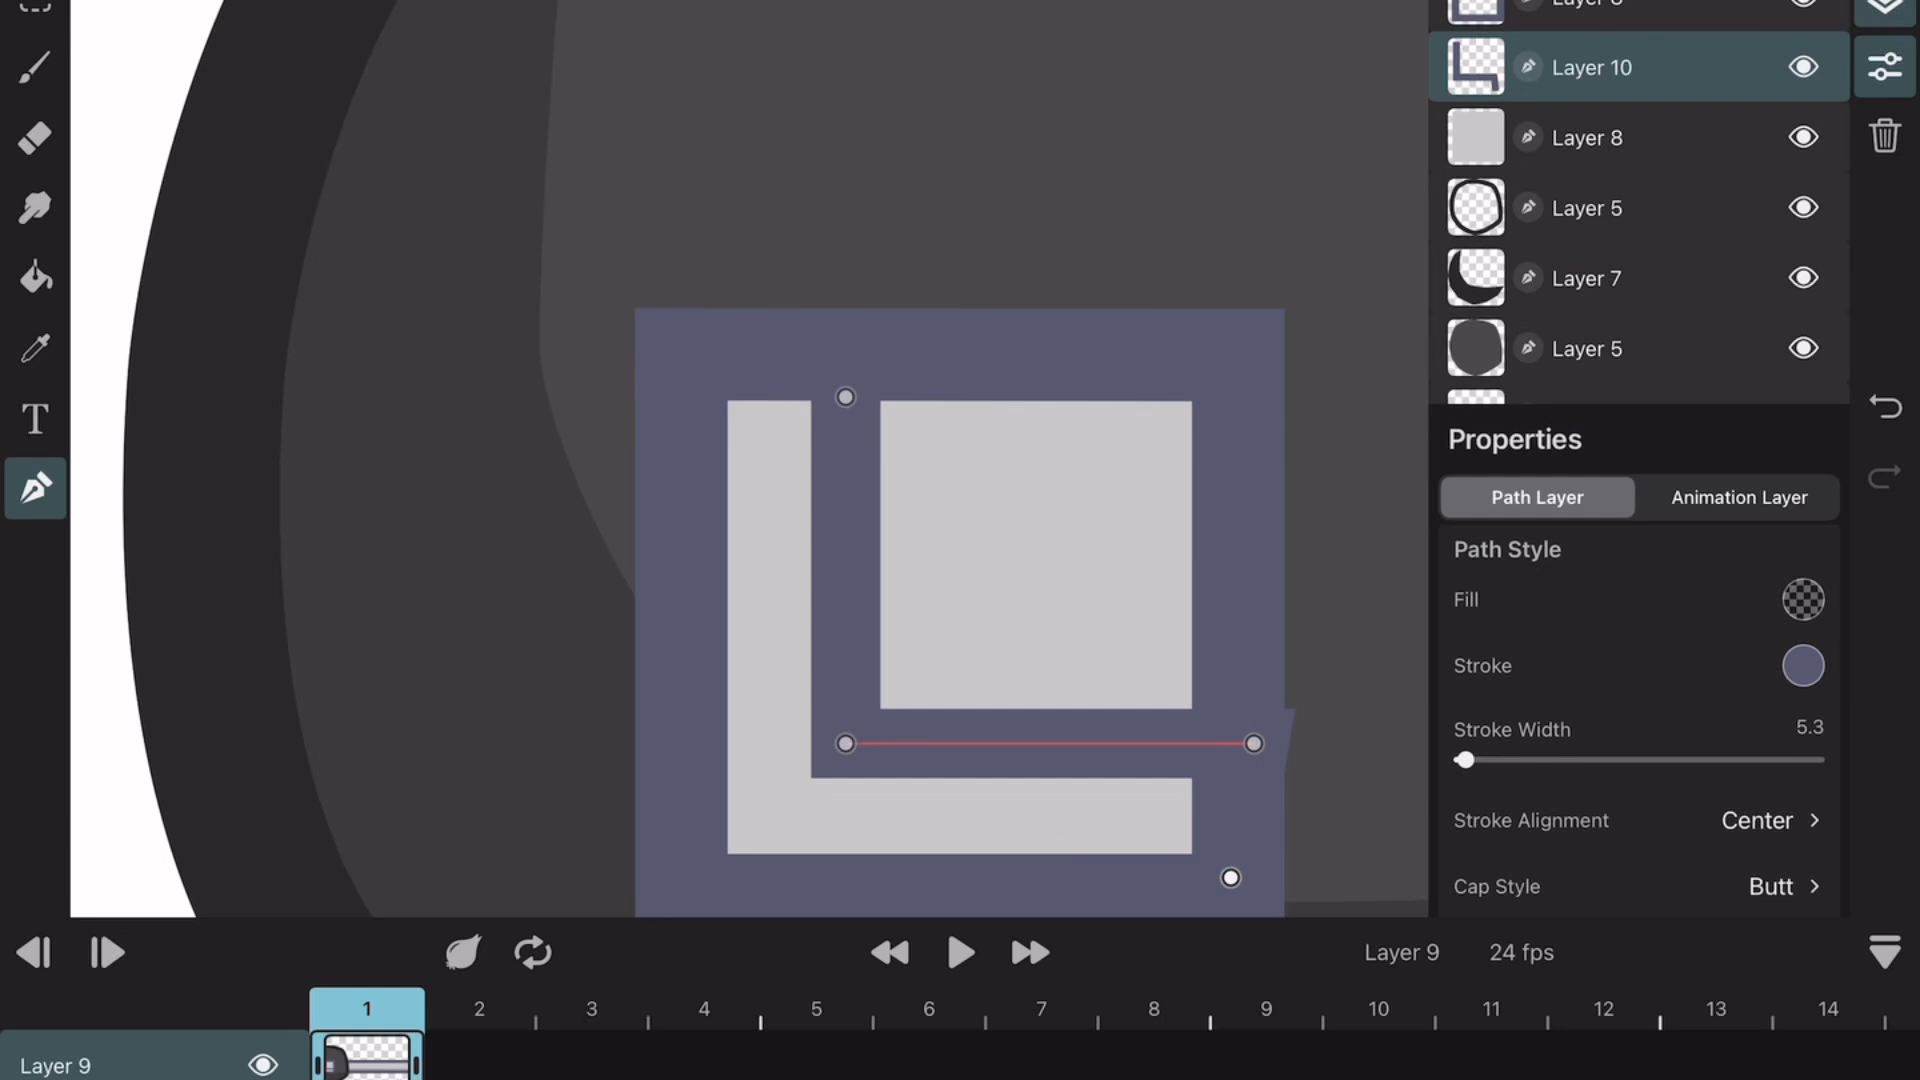 Layer 10
Layer 8
Layer 5
Layer 7
Layer 5
Properties
Path Layer Animation Layer
Path Style
Fill
Stroke
Stroke Width 5.3
Stroke Alignment Center
Cap Style Butt
T
Layer 9 24 fps
1 2 3 4 5 6 7 8 9 10 11 12 13 14
Layer 9